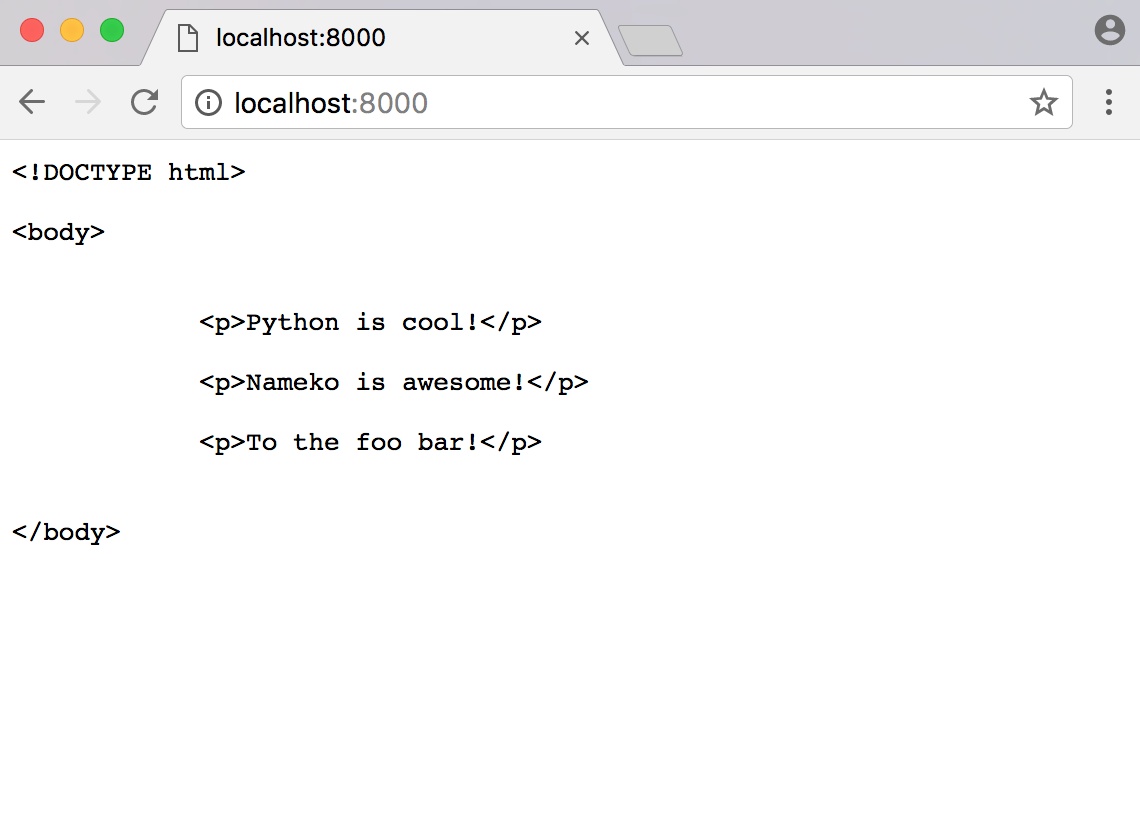 localhost:8000
localhost:8000
<!DOCTYPE html>
<body>
<p>Python is cool!</p>
<p>Nameko is awesome!</p>
<p>To the foo bar!</p>
</body>